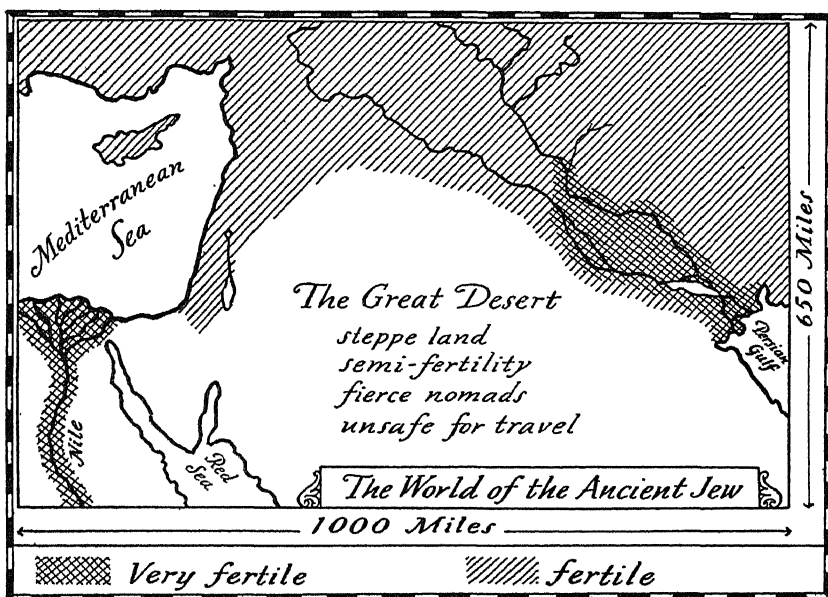 Mediterranean
Sea
The Great Desert
steppe land
semi-fertility
fierce nomads
unsafe for travel
Persian
Gulf
650 Miles
Nile
Red
Sea
The World of the Ancient Jew
1000 Miles
Very fertile
fertile